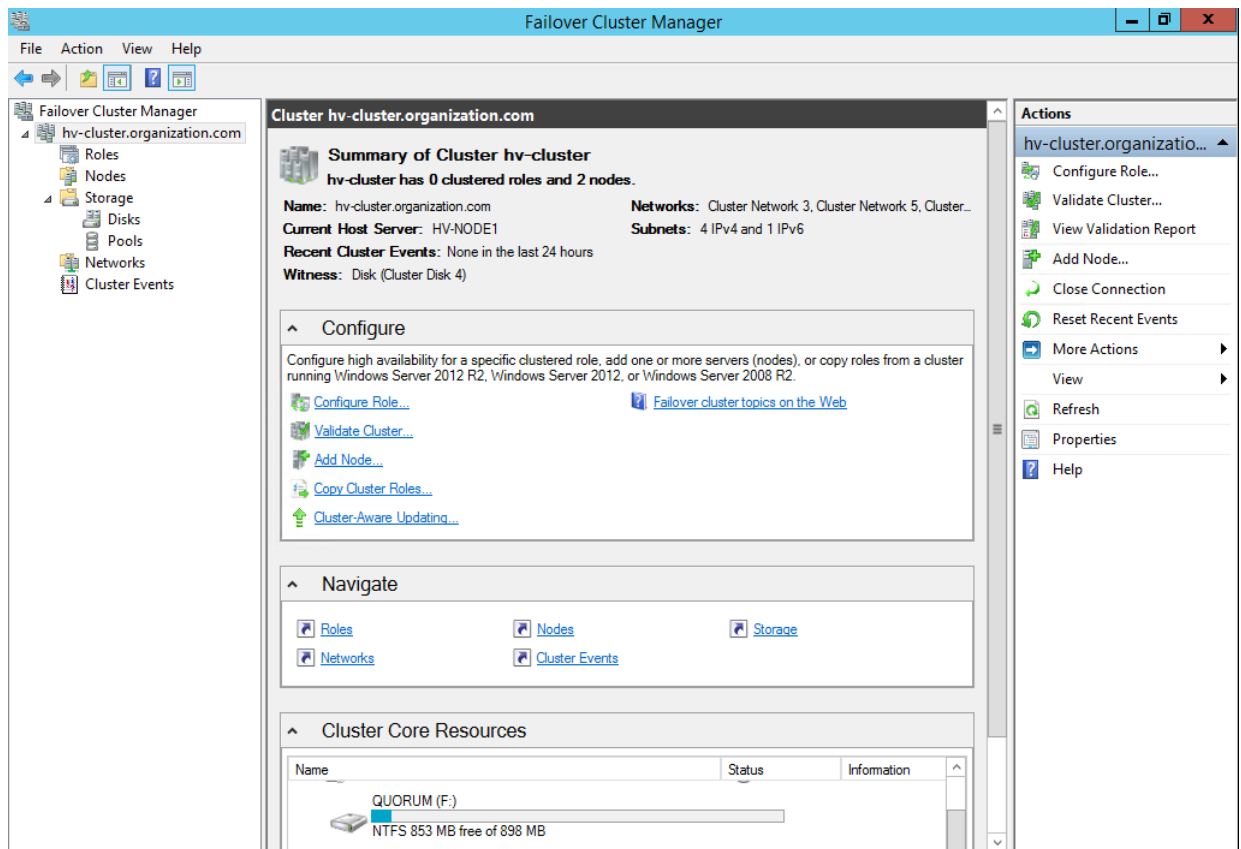 Failover Cluster Manager
File Action View Help
Failover Cluster Manager
hv-cluster.organization.com
Roles
Nodes
Storage
Disks
Pools
Networks
Cluster Events
Cluster hv-cluster.organization.com
Summary of Cluster hv-cluster
hv-cluster has 0 clustered roles and 2 nodes.
Name: hv-cluster.organization.com
Networks: Cluster Network 3, Cluster Network 5, Cluster...
Current Host Server: HV-NODE1
Subnets: 4 IPv4 and 1 IPv6
Recent Cluster Events: None in the last 24 hours
Witness: Disk (Cluster Disk 4)
Configure
Configure high availability for a specific clustered role, add one or more servers (nodes), or copy roles from a cluster
running Windows Server 2012 R2, Windows Server 2012, or Windows Server 2008 R2.
Configure Role...
Failover cluster topics on the Web
Validate Cluster...
Add Node...
Copy Cluster Roles...
Cluster-Aware Updating...
Navigate
Roles
Nodes
Storage
Networks
Cluster Events
Cluster Core Resources
Name Status Information
QUORUM (F:)
NTFS 853 MB free of 898 MB
Actions
hv-cluster.organizatio...
Configure Role...
Validate Cluster...
View Validation Report
Add Node...
Close Connection
Reset Recent Events
More Actions
View
Refresh
Properties
Help